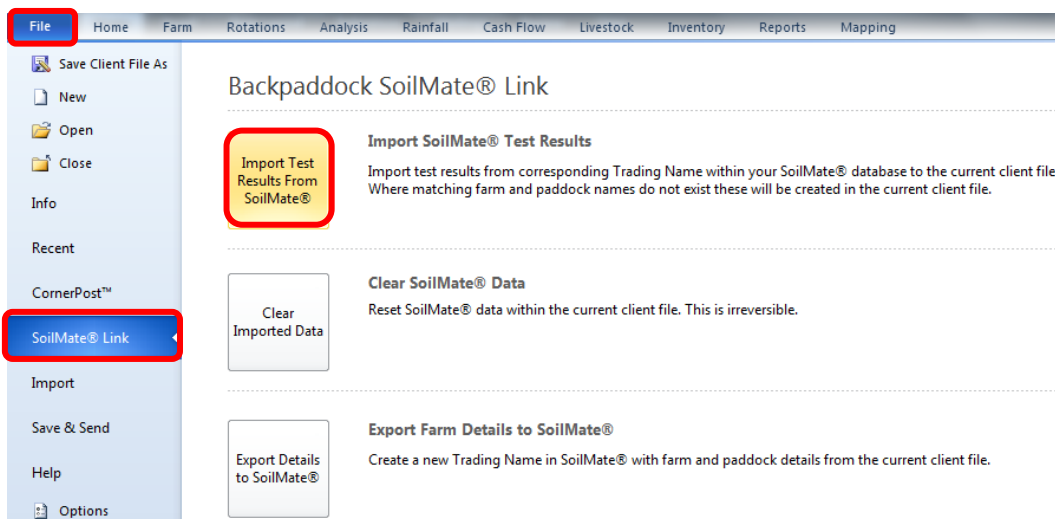 File Home Farm Rotations Analysis Rainfall Cash Flow Livestock Inventory Reports Mapping
Save Client File As
New
Open
Close
Info
Recent
CornerPost™
SoilMate® Link
Import
Save & Send
Help
Options
Backpaddock SoilMate® Link
Import Test
Results From
SoilMate®
Import SoilMate® Test Results
Import test results from corresponding Trading Name within your SoilMate® database to the current client file
Where matching farm and paddock names do not exist these will be created in the current client file.
Clear
Imported Data
Clear SoilMate® Data
Reset SoilMate® data within the current client file. This is irreversible.
Export Details
to SoilMate®
Export Farm Details to SoilMate®
Create a new Trading Name in SoilMate® with farm and paddock details from the current client file.